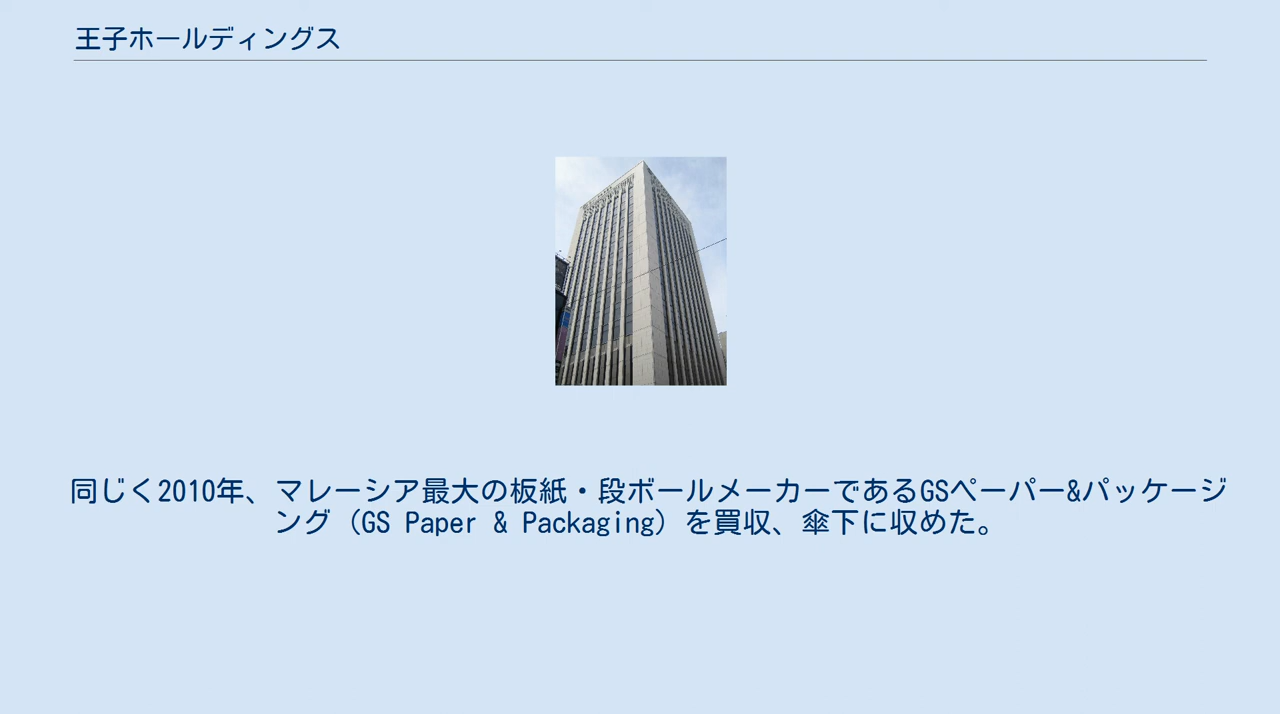 王子ホールディングス
同じく2010年、マレーシア最大の板紙・段ボールメーカーであるGSペーパー&パッケージ
ング（GS Paper & Packaging）を買収、傘下に収めた。